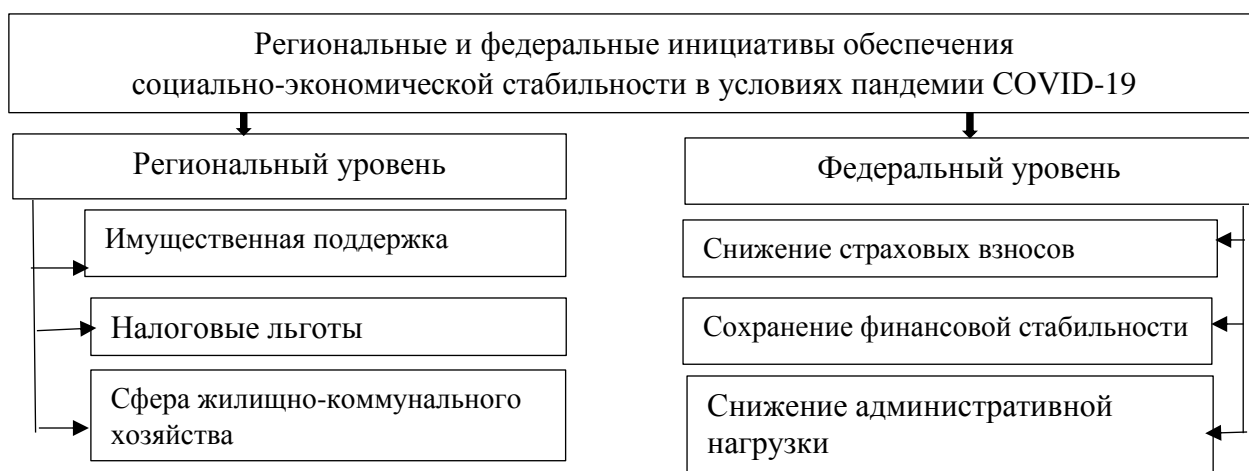 Региональные и федеральные инициативы обеспечения
социально-экономической стабильности в условиях пандемии COVID-19
Региональный уровень
Имущественная поддержка
Налоговые льготы
Сфера жилищно-коммунального
хозяйства
Федеральный уровень
Снижение страховых взносов
Сохранение финансовой стабильности
Снижение административной
нагрузки